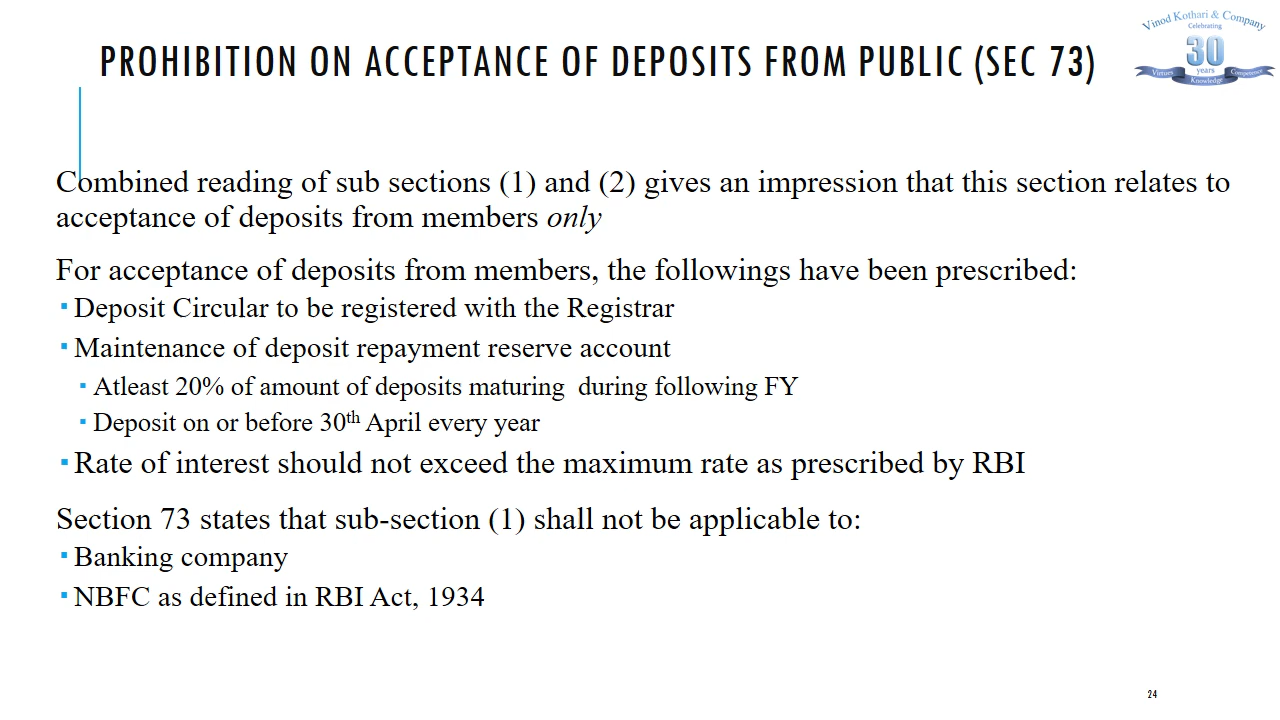 Vinod Kothari & Company
Celebrating
30
years
Virtues
Knowledge
Competence
PROHIBITION ON ACCEPTANCE OF DEPOSITS FROM PUBLIC (SEC 73)
Combined reading of sub sections (1) and (2) gives an impression that this section relates to
acceptance of deposits from members only
For acceptance of deposits from members, the followings have been prescribed:
▪ Deposit Circular to be registered with the Registrar
▪ Maintenance of deposit repayment reserve account
▪ Atleast 20% of amount of deposits maturing  during following FY
▪ Deposit on or before 30th April every year
▪ Rate of interest should not exceed the maximum rate as prescribed by RBI
Section 73 states that sub-section (1) shall not be applicable to:
▪ Banking company
▪ NBFC as defined in RBI Act, 1934
24